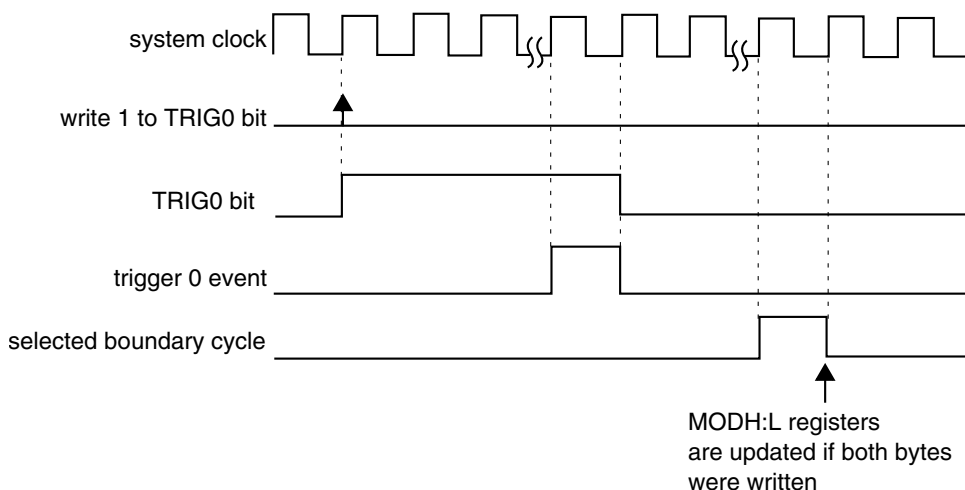 system clock
write 1 to TRIG0 bit
TRIG0 bit
trigger 0 event
selected boundary cycle
MODH:L registers
are updated if both bytes
were written